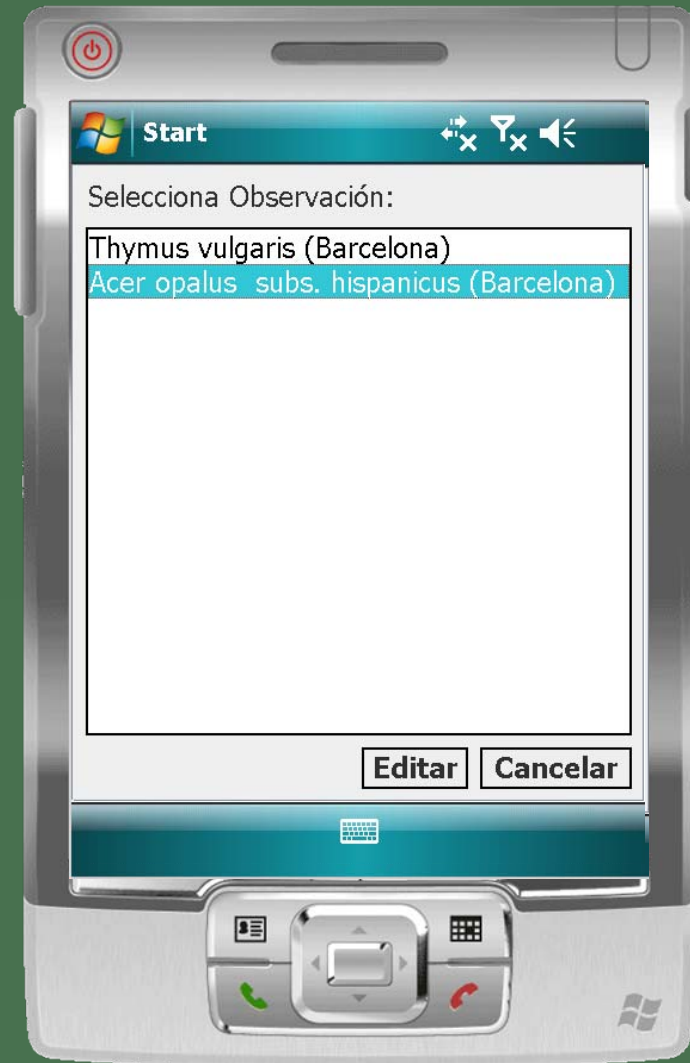 Start
Selecciona Observación:
Thymus vulgaris (Barcelona)
Acer opalus  subs. hispanicus (Barcelona)
Editar Cancelar